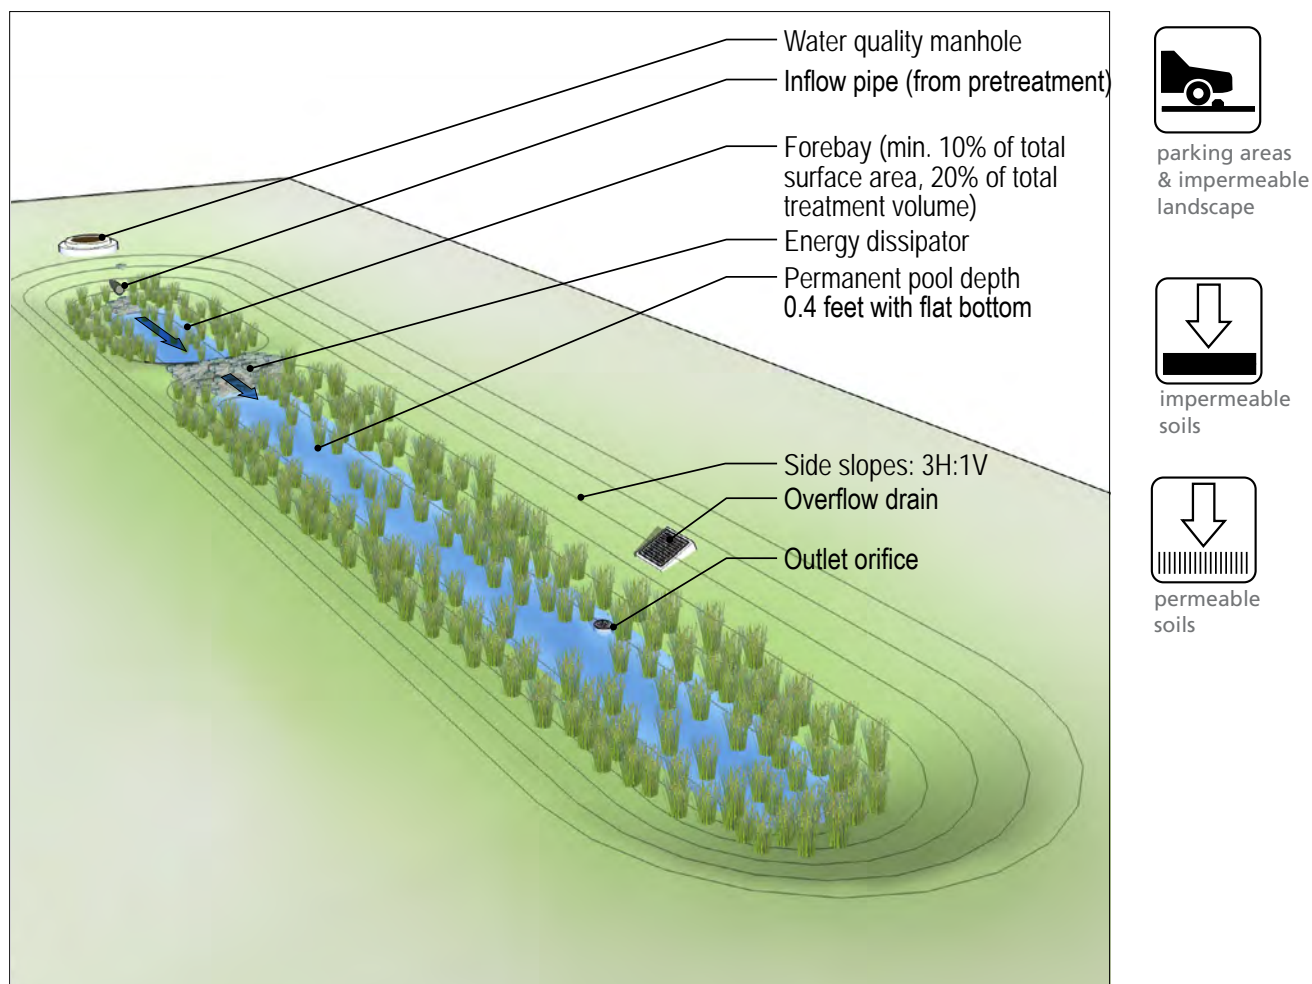 Water quality manhole
Inflow pipe (from pretreatment)
Forebay (min. 10% of total
surface area, 20% of total
treatment volume)
Energy dissipator
Permanent pool depth
0.4 feet with flat bottom
Side slopes: 3H:1V
Overflow drain
Outlet orifice
parking areas
& impermeable
landscape
impermeable
soils
permeable
soils